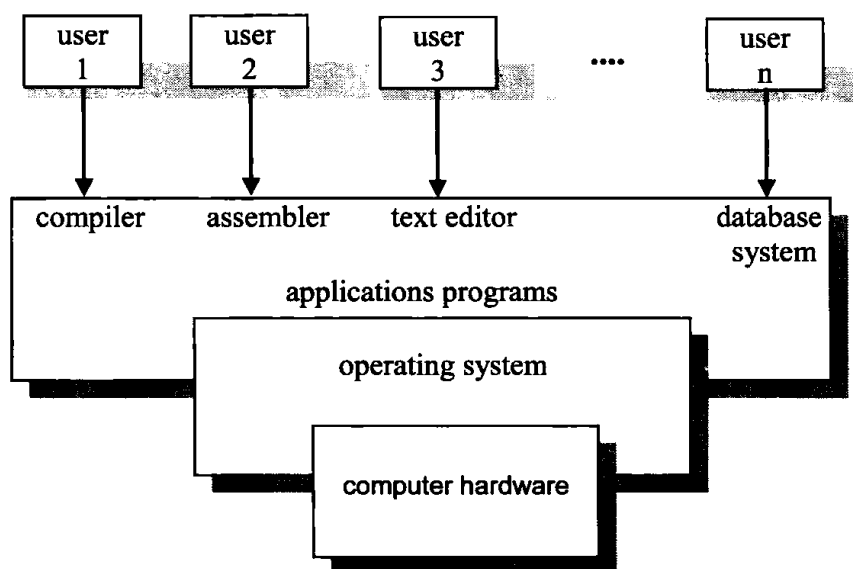 user user user .... user
1 2 3 n
compiler assembler text editor database
system
applications programs
operating system
computer hardware